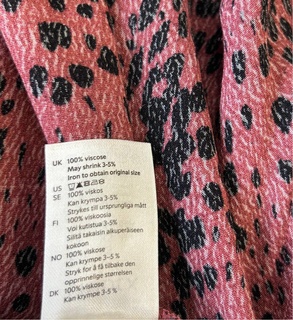 UK 100% viscose
May shrink 3-5%
Iron to obtain original size
US
SE 100% viskos
Kan krympa 3-5%
Strykes till ursprungliga mått
FI 100% viskoosia
Voi kutistua 3-5%
Silitä takaisin alkuperäiseen
kokoon
NO 100% viskose
Kan krympe 3-5 %
Stryk for å få tilbake den
opprinnelige størrelsen
DK 100% viskose
Kan krympe 3-5 %